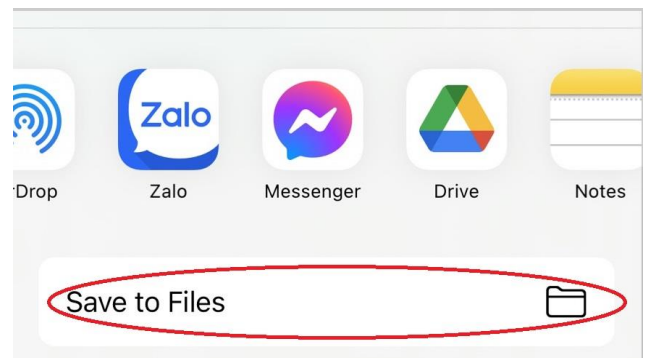 Zalo
rDrop
Zalo
Messenger
Drive
Notes
Save to Files